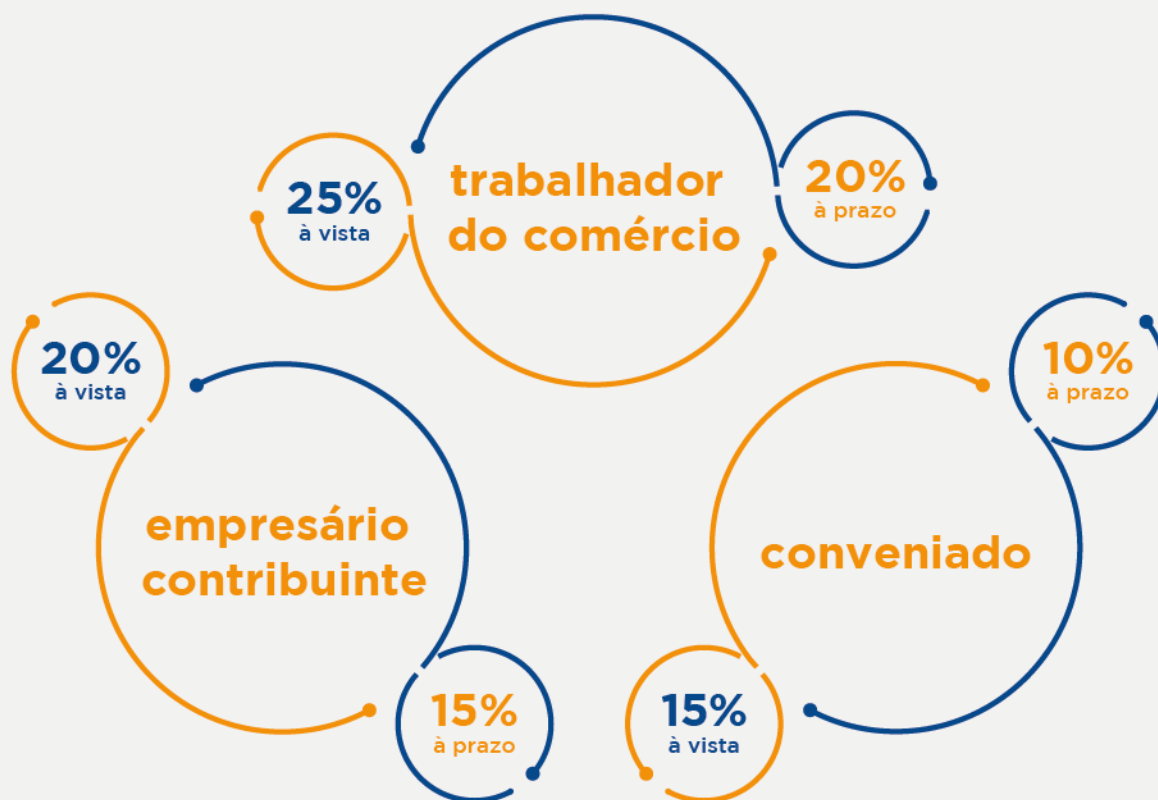 trabalhador
do comércio
25%
à vista
20%
à prazo
empresário
contribuinte
20%
à vista
15%
à prazo
conveniado
10%
à prazo
15%
à vista